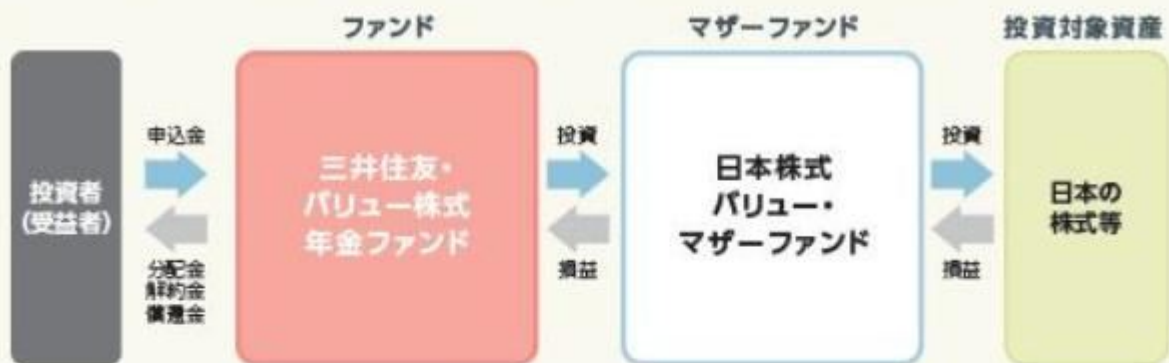 ファンド
マザーファンド
投資対象資産
投資者
(受益者)
申込金
分配金
解約金
償還金
三井住友・
バリュー株式
年金ファンド
投資
損益
日本株式
バリュー・
マザーファンド
投資
損益
日本の
株式等